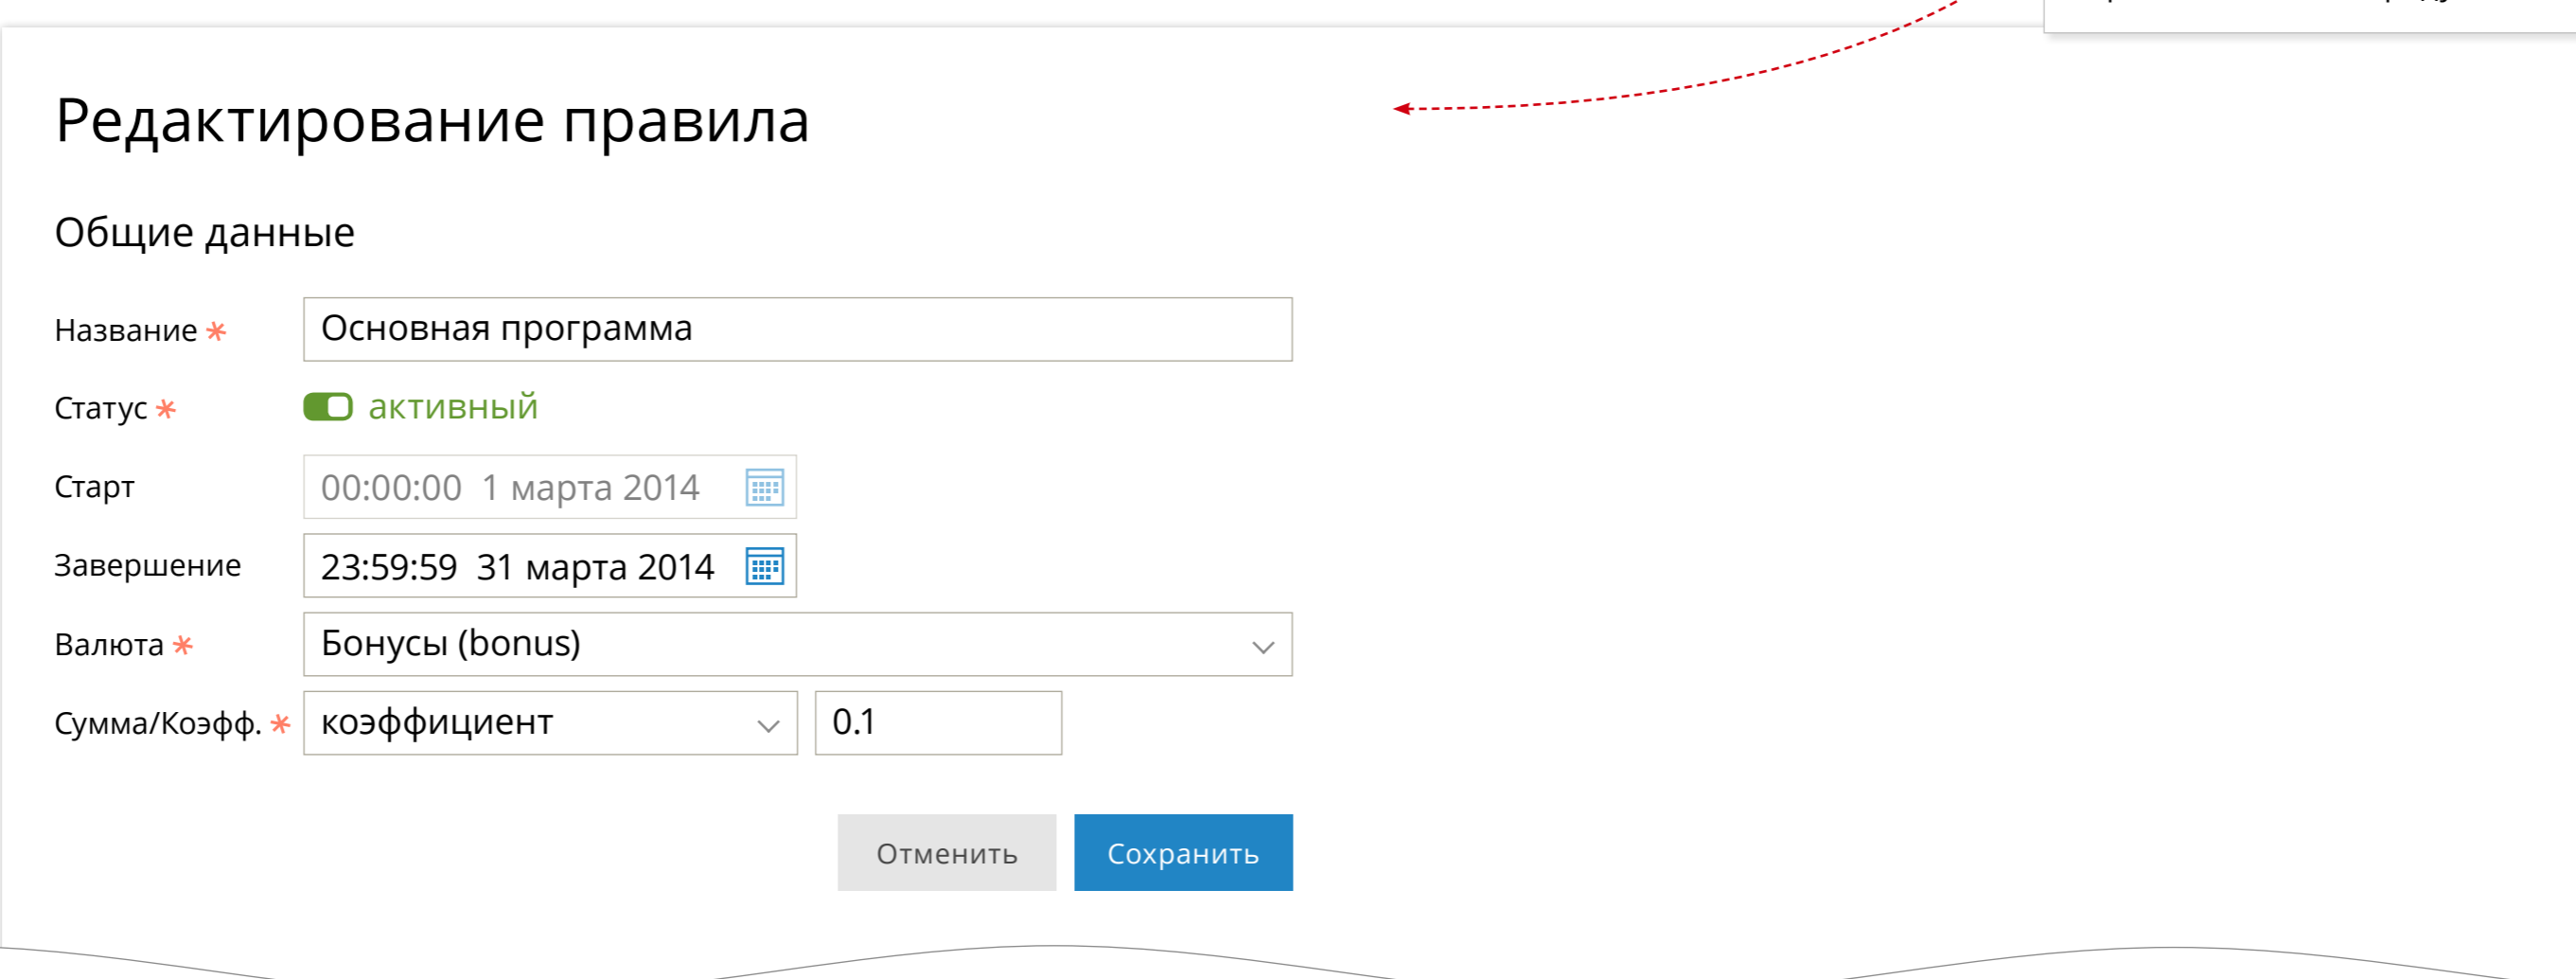 Редактирование правила
Общие данные
Название * Основная программа
Статус * активный
Старт 00:00:00 1 марта 2014
Завершение 23:59:59 31 марта 2014
Валюта * Бонусы (bonus)
Сумма/Коэфф. * коэффициент 0.1
Отменить Сохранить